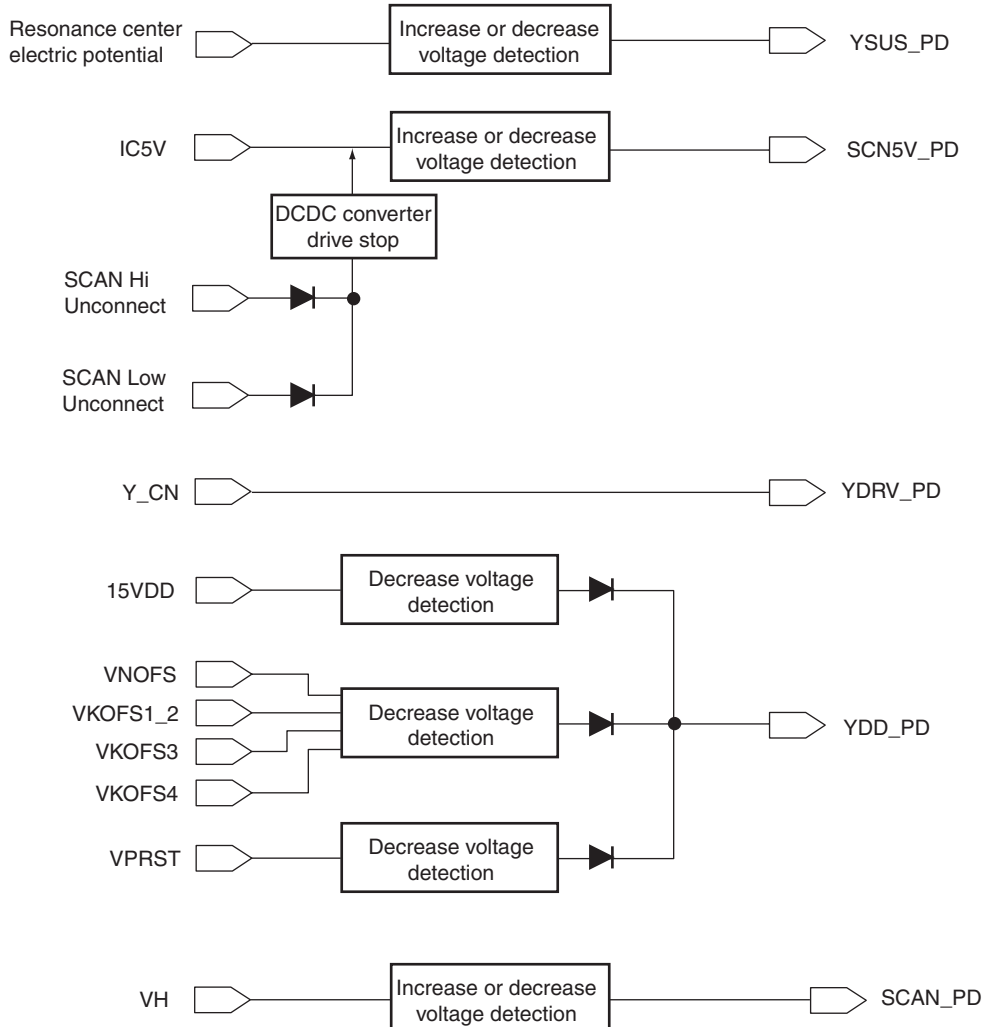 Resonance center
electric potential
Increase or decrease
voltage detection
YSUS_PD
IC5V
Increase or decrease
voltage detection
SCN5V_PD
DCDC converter
drive stop
SCAN Hi
Unconnect
SCAN Low
Unconnect
Y_CN
YDRV_PD
15VDD
Decrease voltage
detection
VNOFS
VKOFS1_2
VKOFS3
VKOFS4
Decrease voltage
detection
YDD_PD
VPRST
Decrease voltage
detection
VH
Increase or decrease
voltage detection
SCAN_PD